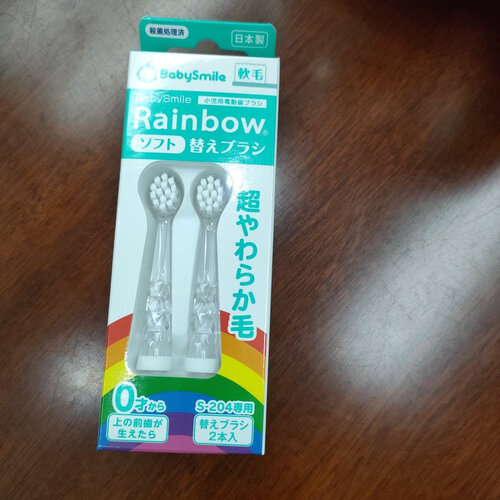 殺菌処理済
日本製
BabySmile
軟毛
BabySmile
小児用電動歯ブラシ
Rainbow®
ソフト 替えブラシ
超やわらか毛
0才から
上の前歯が
生えたら
S-204専用
替えブラシ
2本入